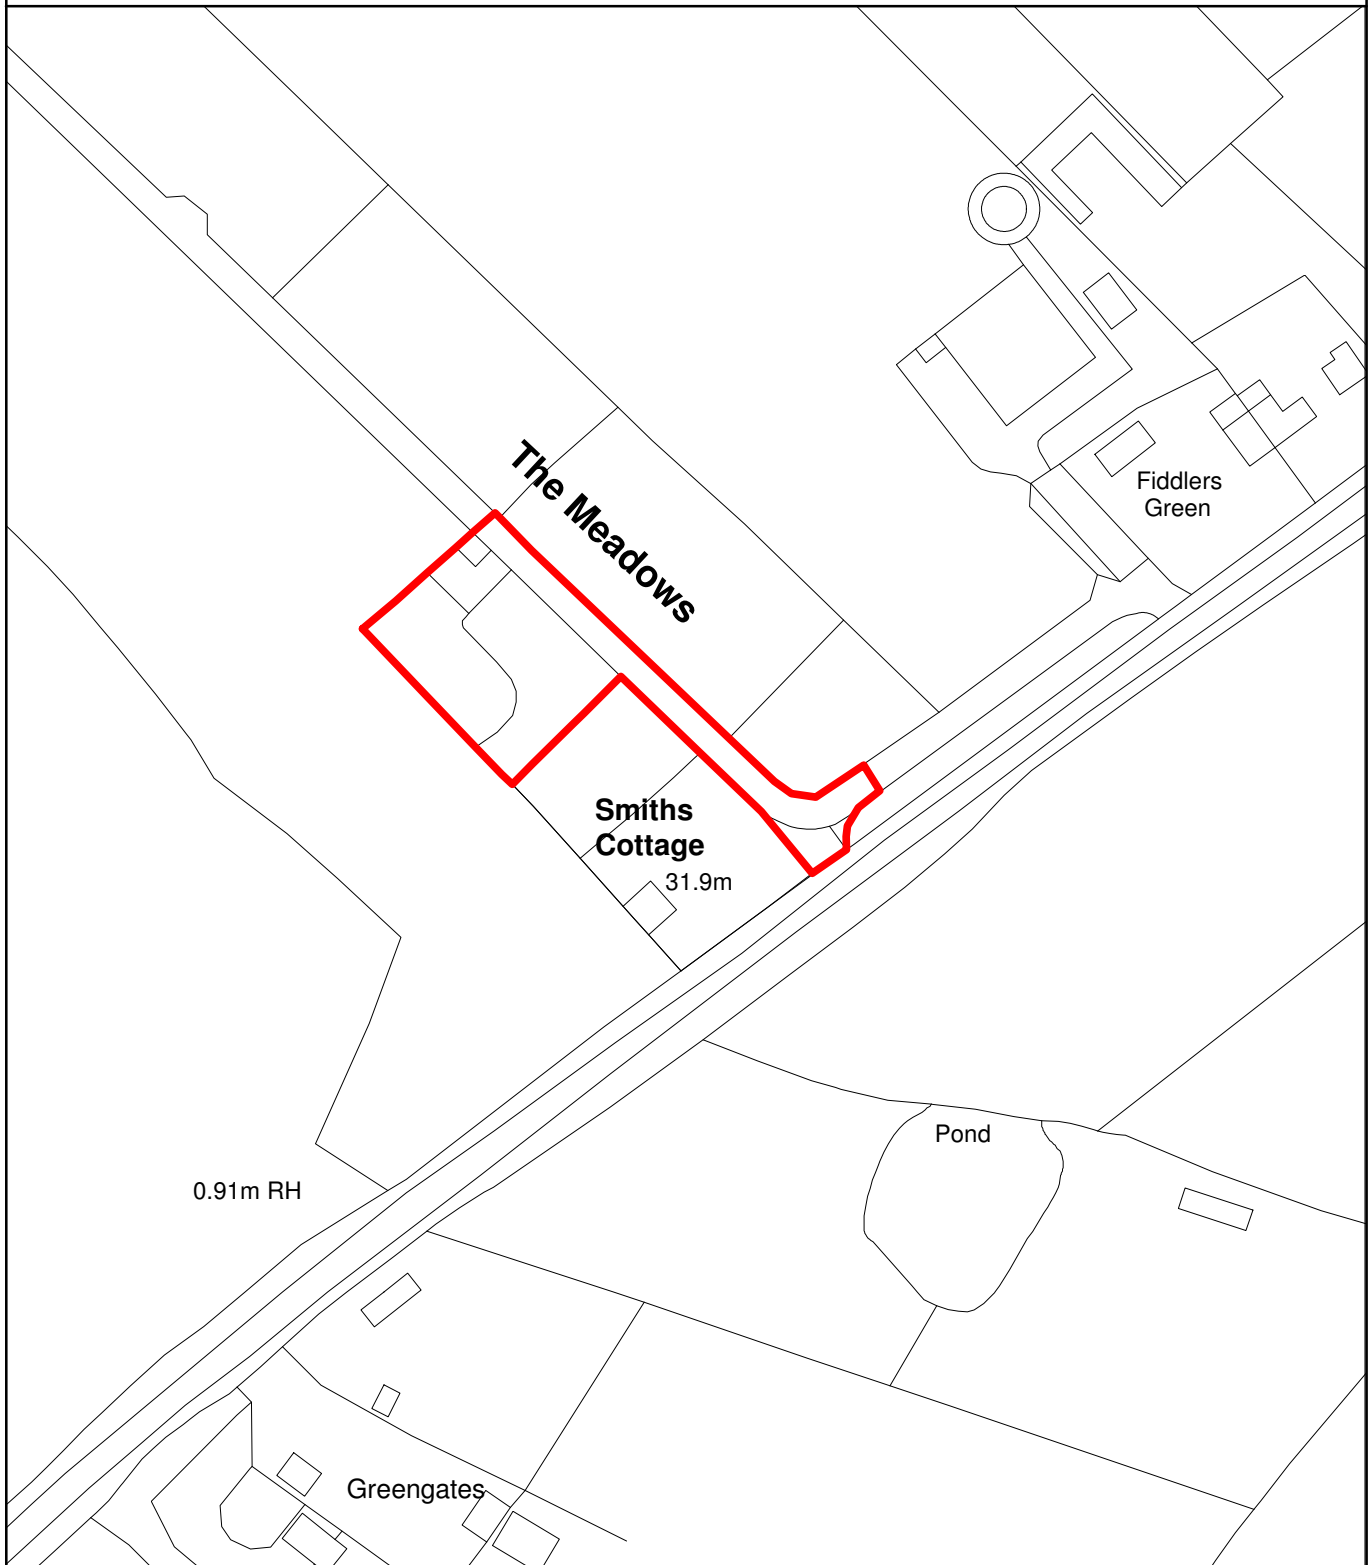 The Meadows
Fiddlers
Green
Smiths
Cottage
31.9m
Pond
0.91m RH
Greengates